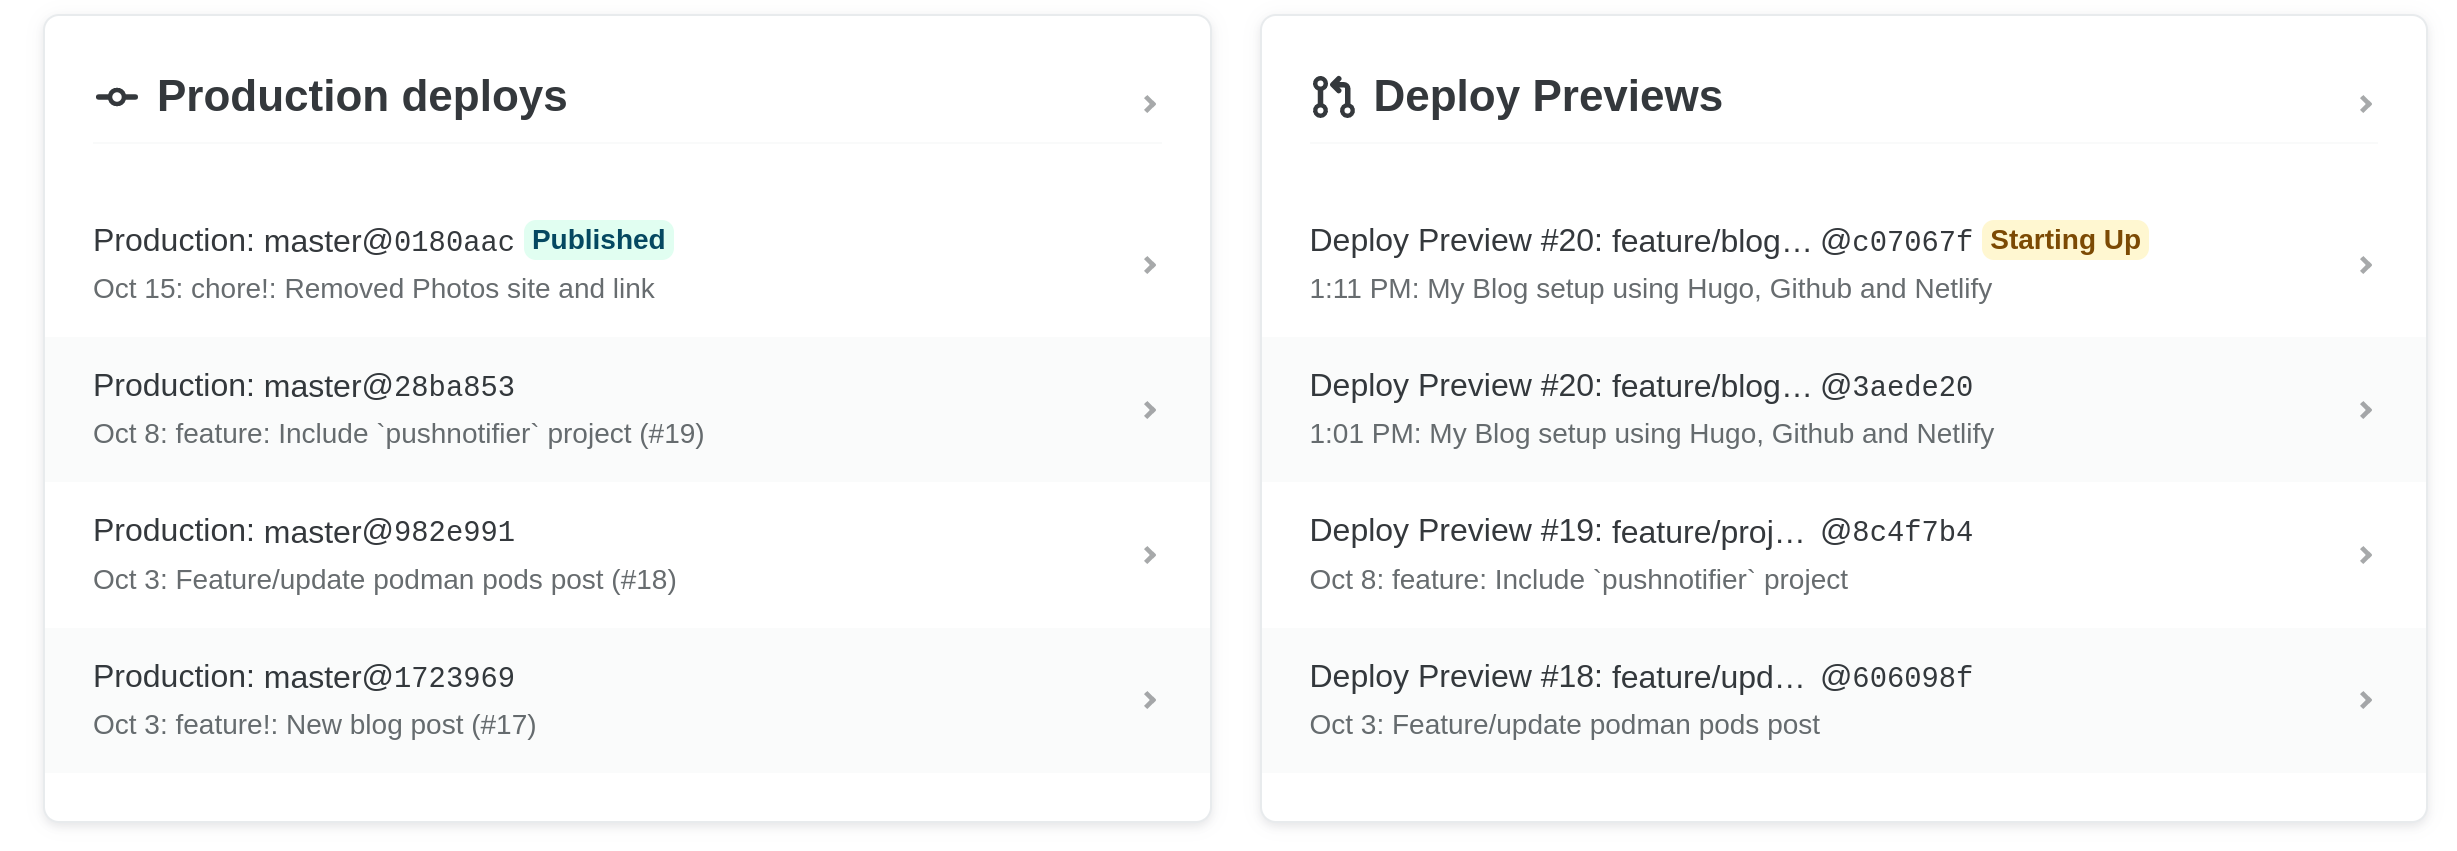 Production deploys
Production: master@0180aac Published
Oct 15: chore!: Removed Photos site and link
Production: master@28ba853
Oct 8: feature: Include `pushnotifier` project (#19)
Production: master@982e991
Oct 3: Feature/update podman pods post (#18)
Production: master@1723969
Oct 3: feature!: New blog post (#17)
Deploy Previews
Deploy Preview #20: feature/blog… @c07067f Starting Up
1:11 PM: My Blog setup using Hugo, Github and Netlify
Deploy Preview #20: feature/blog… @3aede20
1:01 PM: My Blog setup using Hugo, Github and Netlify
Deploy Preview #19: feature/proj… @8c4f7b4
Oct 8: feature: Include `pushnotifier` project
Deploy Preview #18: feature/upd… @606098f
Oct 3: Feature/update podman pods post